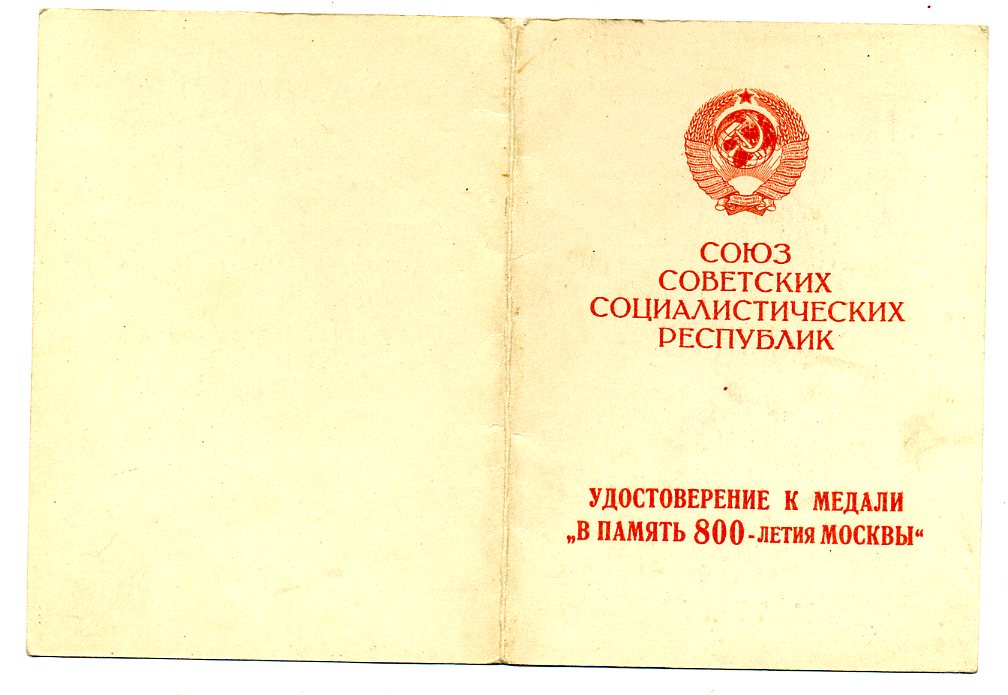 СОЮЗ
СОВЕТСКИХ
СОЦИАЛИСТИЧЕСКИХ
РЕСПУБЛИК
УДОСТОВЕРЕНИЕ К МЕДАЛИ
„В ПАМЯТЬ 800-ЛЕТИЯ МОСКВЫ“